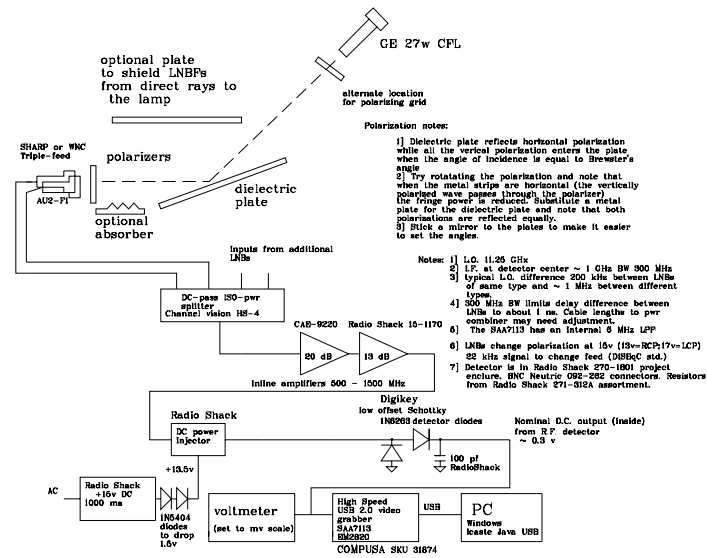 GE 27w CFL
optional plate
to shield LNBFs
from direct rays to
the lamp
alternate location
for polarizing grid
SHARP or WNC
Triple-feed
polarizers
AU2-F1
optional
absorber
dielectric
plate
Polarization notes:
1] Dielectric plate reflects horizontal polarization
while all the verical polarization enters the plate
when the angle of incidence is equal to Brewster's
angle
2] Try rotatating the polarization and note that
when the metal strips are horizontal (the vertically
polarized wave passes through the polarizer)
the fringe power is reduced. Substitute a metal
plate for the dielectric plate and note that both
polarizations are reflected equally.
3] Stick a mirror to the plates to make it easier
to set the angles.
Inputs from additional
LNBs
DC-pass ISO-pwr
splitter
Channel vision HS-4
Notes: 1] L.O. 11.25 GHx
2] I.F. at detector center ~ 1 GHz BW 300 MHz
3] typical L.O. difference 200 kHz between LNBs
of same type and ~ 1 MHz between different
types.
4] 300 MHz BW limits delay difference between
LNBs to about 1 ns. Cable lengths to pwr
combiner may need adjustment.
5] The SAA7113 has an internal 6 MHz LPF
6] LNBs change polarization at 15v (13v=RCP;17v=LCP)
22 kHz signal to change feed (DiSEqC std.)
7] Detector is in Radio Shack 270-1801 project
enclure. BNC Neutric 092-262 connectors. Resistors
from Radio Shack 271-312A assortment.
CAE-9220 Radio Shack 15-1170
20 dB
13 dB
Inline amplifiers 500 - 1500 MHz
Radio Shack
DC power
Injector
Digikey
low offset Schottky
1N6263 detector diodes
100 pf
RadioShack
Nominal D.C. output (inside)
from R.F. detector
~ 0.3 v
+13.5v
AC
Radio Shack
+15v DC
1000 ma
1N5404
diodes
to drop
1.5v
voltmeter
(set to mv scale)
High Speed
USB 2.0 video
grabber
SAA7113
EM2820
USB
PC
Windows
icaste Java USB
COMPUSA SKU 31674